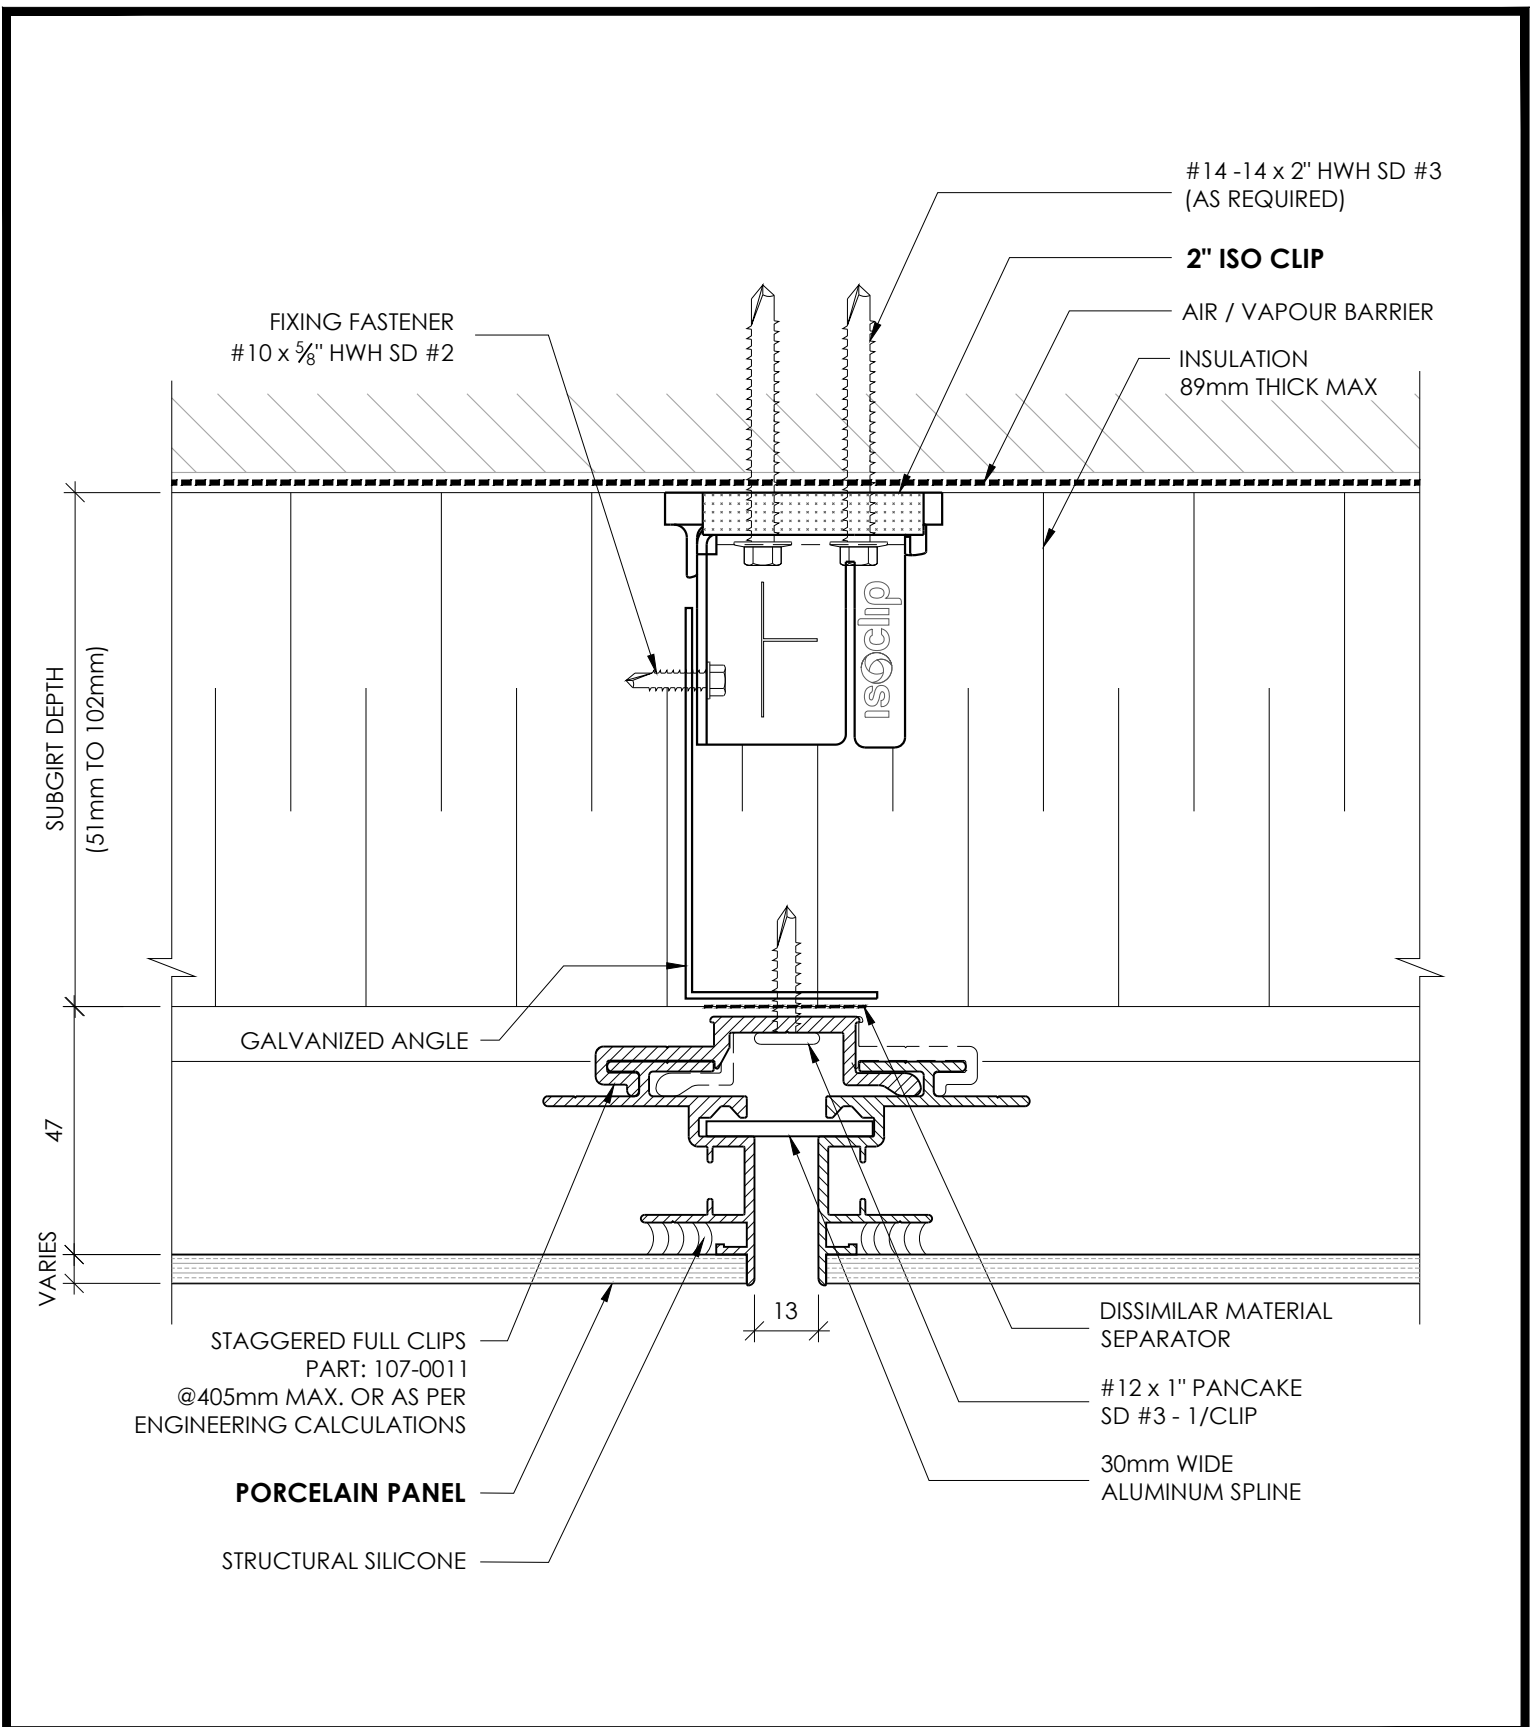 #14 -14 x 2" HWH SD #3
(AS REQUIRED)
2" ISO CLIP
AIR / VAPOUR BARRIER
INSULATION
89mm THICK MAX
FIXING FASTENER
#10 x 5⁄8" HWH SD #2
isoclip
SUBGIRT DEPTH
(51mm TO 102mm)
GALVANIZED ANGLE
47
VARIES
13
STAGGERED FULL CLIPS
PART: 107-0011
@405mm MAX. OR AS PER
ENGINEERING CALCULATIONS
PORCELAIN PANEL
STRUCTURAL SILICONE
DISSIMILAR MATERIAL
SEPARATOR
#12 x 1" PANCAKE
SD #3 - 1/CLIP
30mm WIDE
ALUMINUM SPLINE